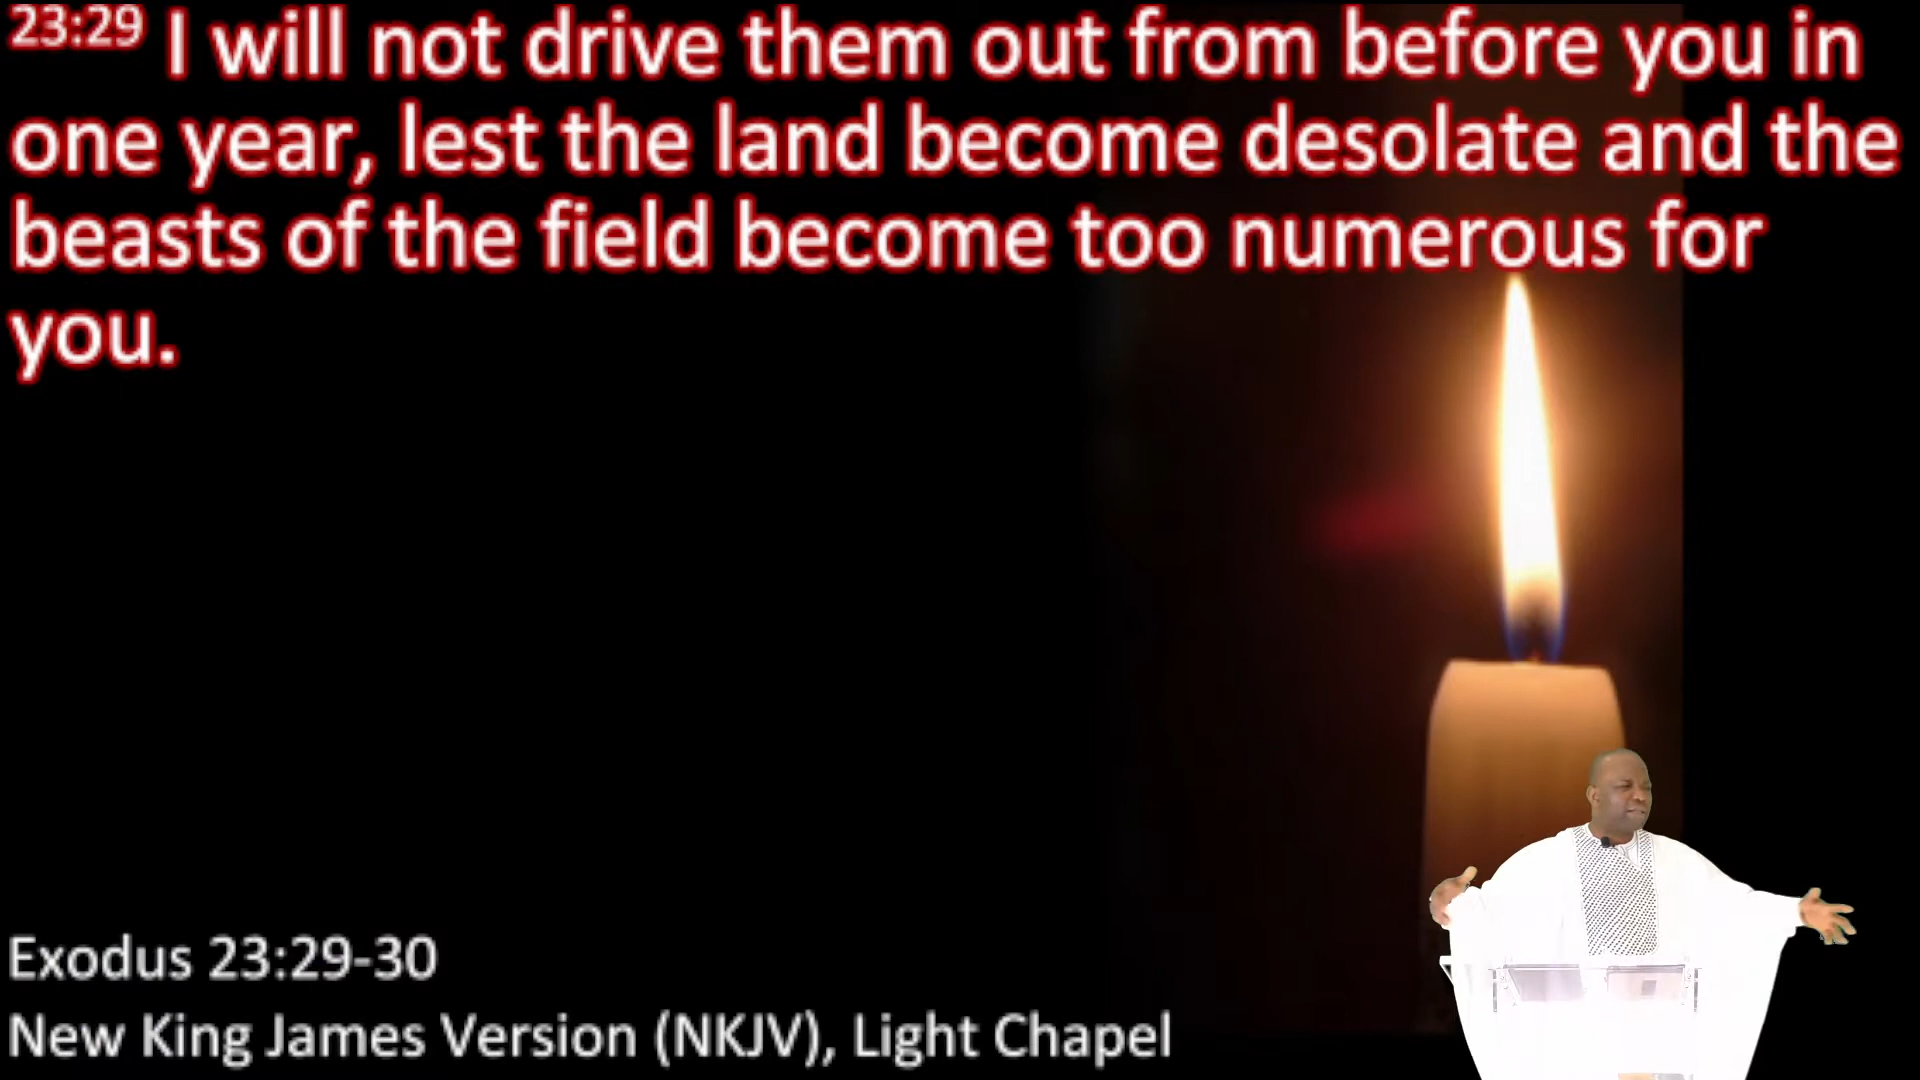 23:29 I will not drive them out from before you in
one year, lest the land become desolate and the
beasts of the field become too numerous for
you.
Exodus 23:29-30
New King James Version (NKJV), Light Chapel